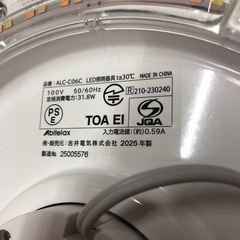 品番: ALC-C06C LED照明器具 ta30℃ MADE IN CHINA
100V 50/60Hz
定格消費電力: 31.8W
R 210-230240
PS
E
TOA EI
JQA
Abitelax
入力電流値: (約)0.59A
発・販売元: 吉井電気株式会社 2025年製
製造No. 25005576